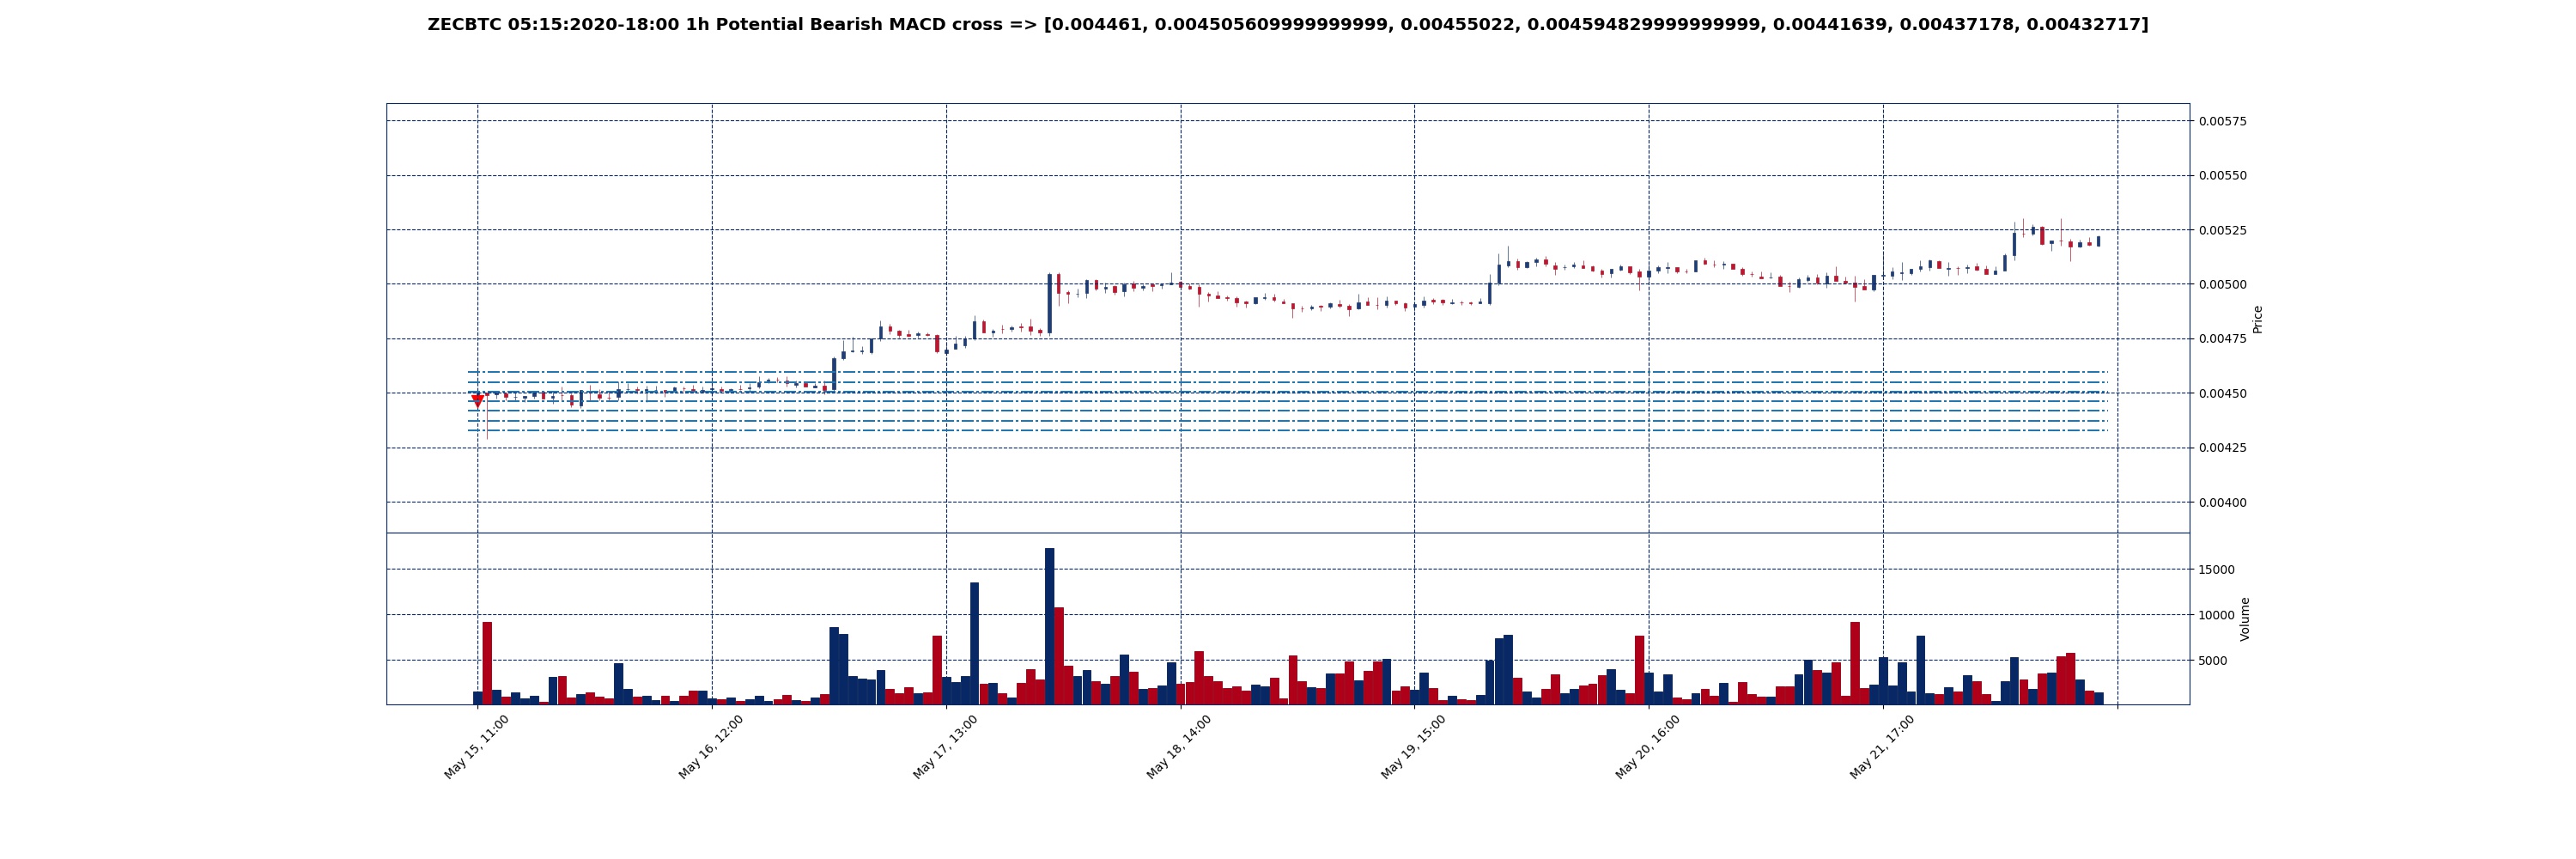 ZECBTC 05:15:2020-18:00 1h Potential Bearish MACD cross => [0.004461, 0.004505609999999999, 0.00455022, 0.004594829999999999, 0.00441639, 0.00437178, 0.00432717]
0.00575
0.00550
0.00525
0.00500
0.00475
0.00450
0.00425
0.00400
Price
15000
10000
5000
Volume
May 15, 11:00
May 16, 12:00
May 17, 13:00
May 18, 14:00
May 19, 15:00
May 20, 16:00
May 21, 17:00